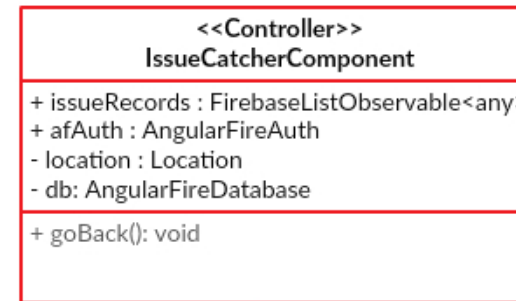 <<Controller>>
IssueCatcherComponent
+ issueRecords : FirebaseListObservable<any
+ afAuth : AngularFireAuth
- location : Location
- db: AngularFireDatabase
+ goBack(): void